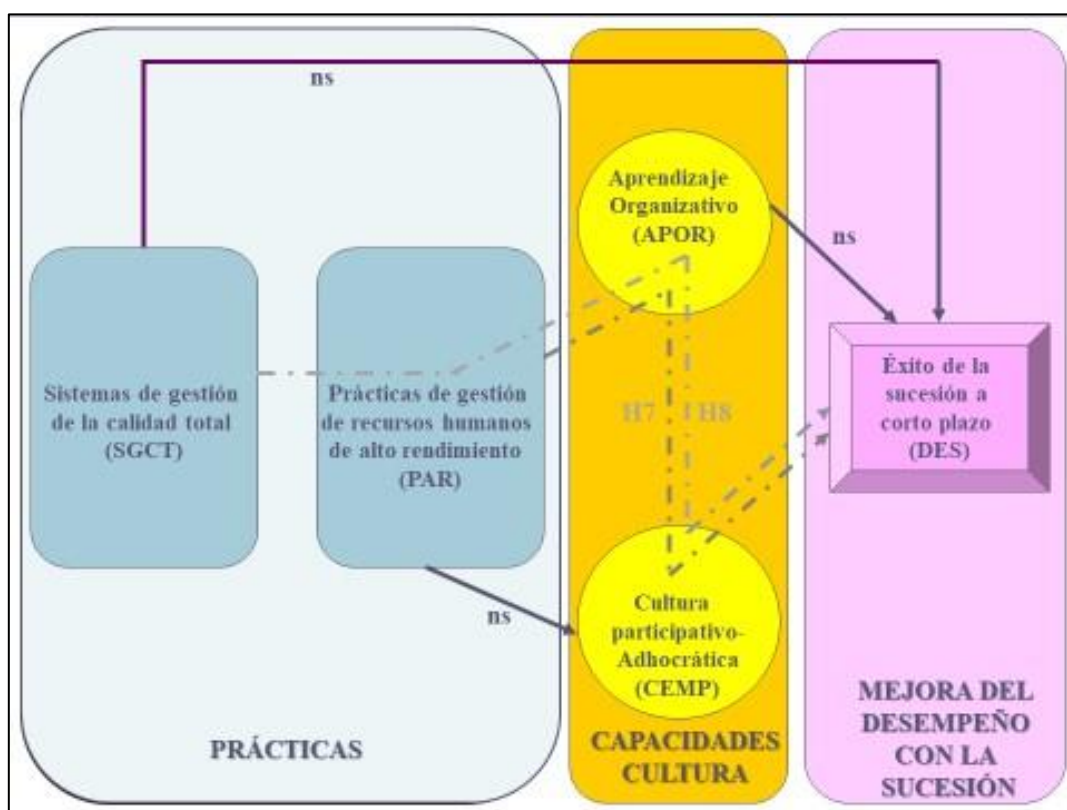 ns
Aprendizaje
Organizativo
(APOR)
ns
Sistemas de gestión
de la calidad total
(SGCT)
Prácticas de gestión
de recursos humanos
de alto rendimiento
(PAR)
H7
H8
Éxito de la
sucesión a
corto plazo
(DES)
ns
Cultura
participativo-
Adhocrática
(CEMP)
PRÁCTICAS
CAPACIDADES
CULTURA
MEJORA DEL
DESEMPEÑO
CON LA
SUCESIÓN